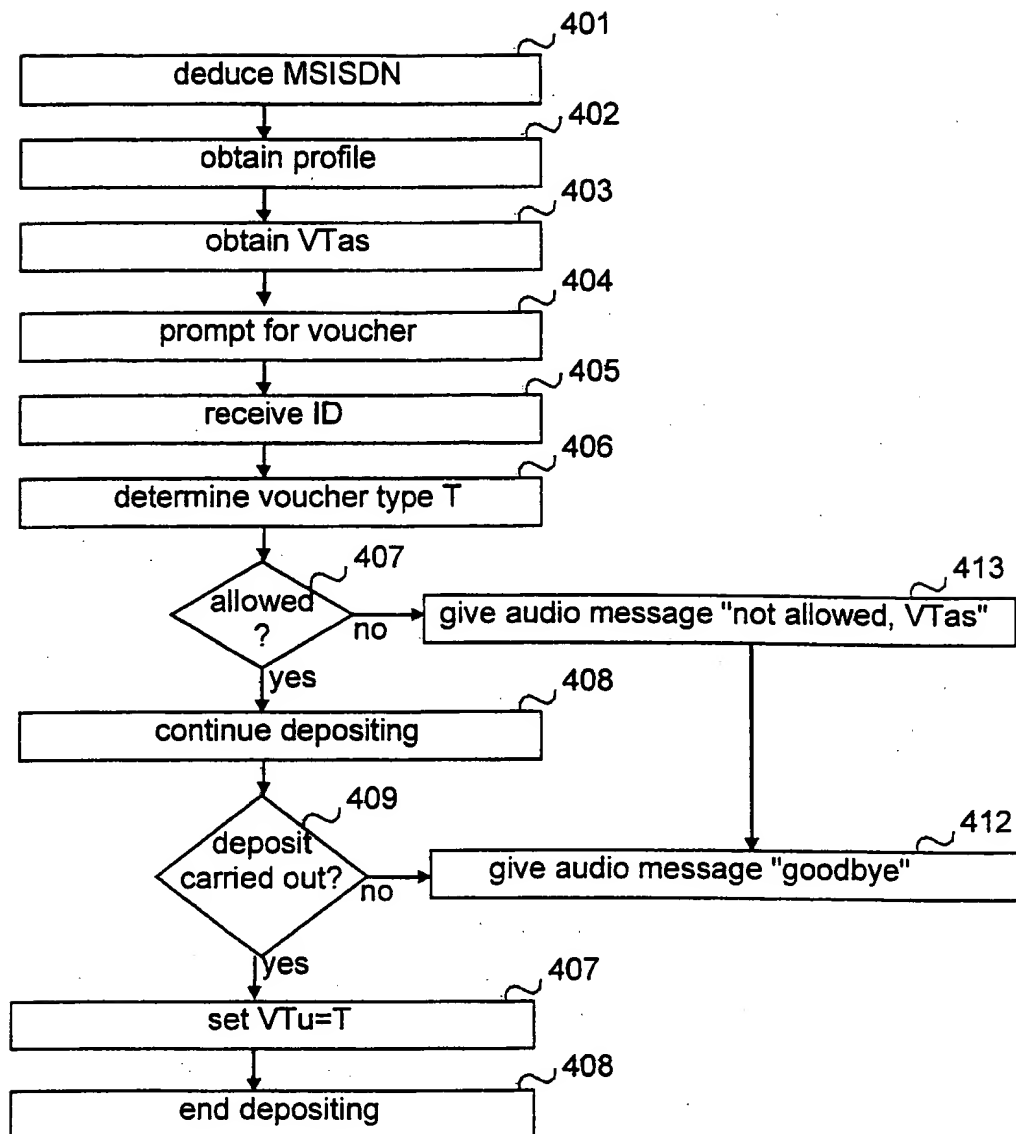 401
deduce MSISDN
402
obtain profile
403
obtain VTas
404
prompt for voucher
405
receive ID
406
determine voucher type T
407
allowed
?
no
yes
413
give audio message "not allowed, VTas"
408
continue depositing
409
deposit
carried out?
no
yes
412
give audio message "goodbye"
407
set VTu=T
408
end depositing